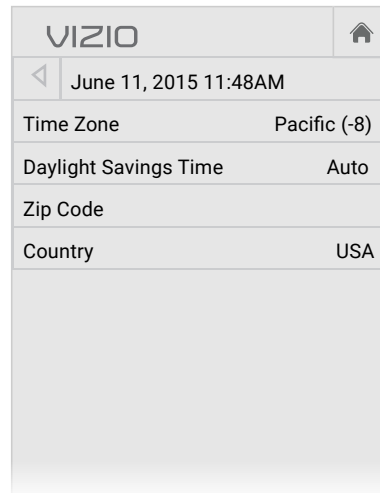 VIZIO
June 11, 2015 11:48AM
Time Zone Pacific (-8)
Daylight Savings Time Auto
Zip Code
Country USA